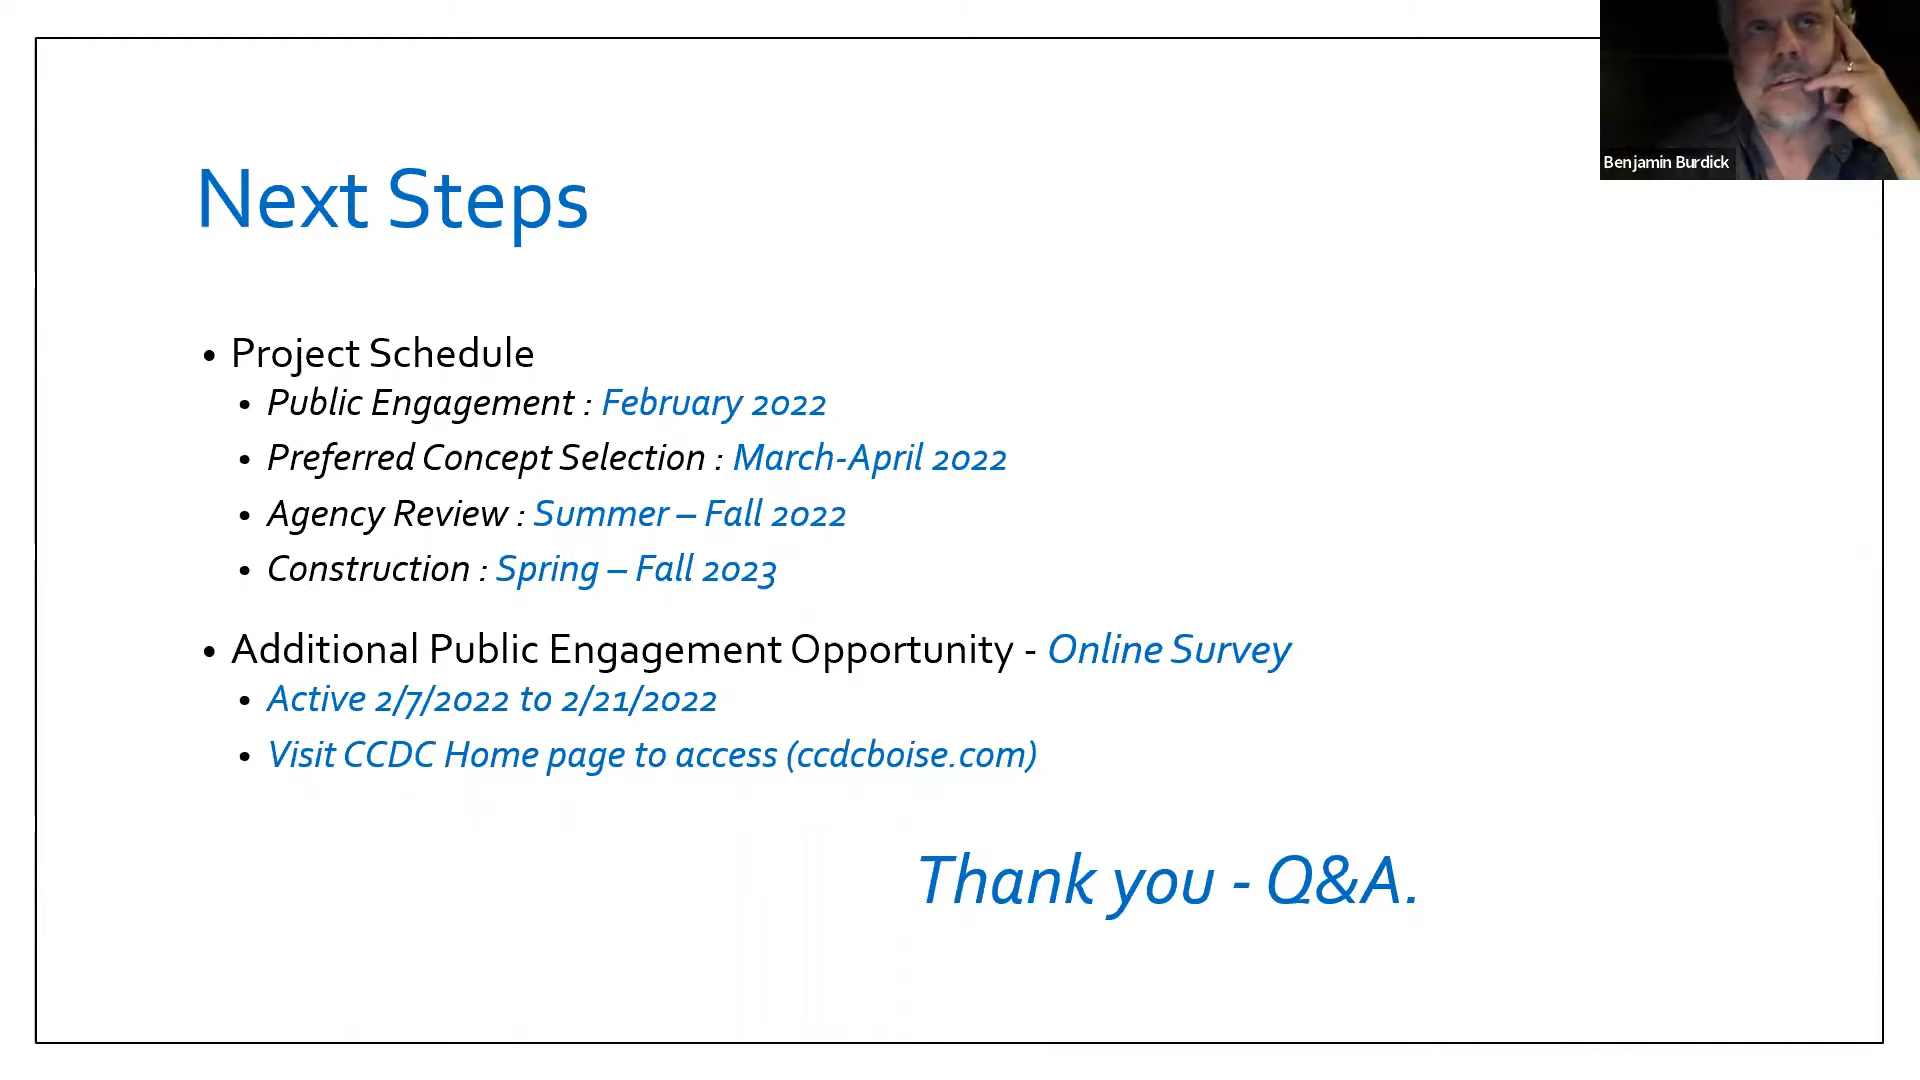 Benjamin Burdick
Next Steps
• Project Schedule
• Public Engagement : February 2022
• Preferred Concept Selection : March-April 2022
• Agency Review : Summer – Fall 2022
• Construction : Spring – Fall 2023
• Additional Public Engagement Opportunity - Online Survey
• Active 2/7/2022 to 2/21/2022
• Visit CCDC Home page to access (ccdcboise.com)
Thank you - Q&A.